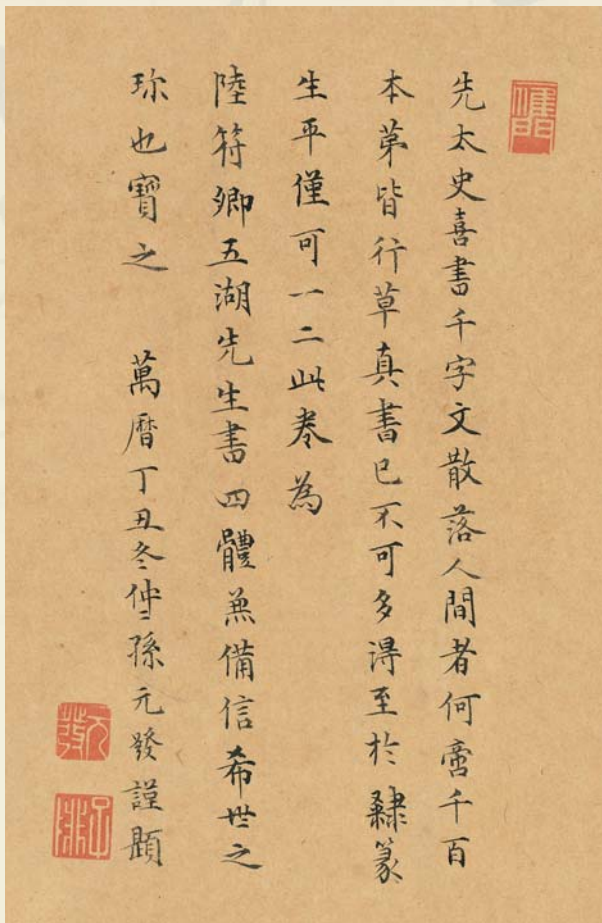 先太史喜書千字文散落人間者何啻千百
本第皆行草真書已不可多得至於隸篆
生平僅可一二此卷為
陸符卿五湖先生書四體兼備信希世之
珎也寶之 萬曆丁丑冬仲孫元發謹題
元發